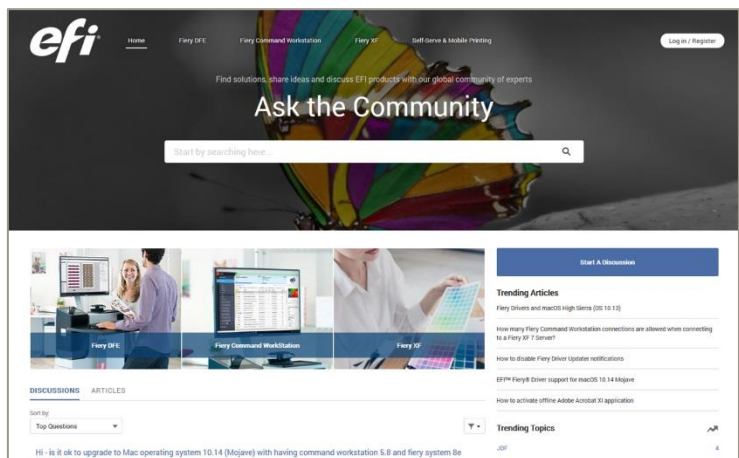 efi
Home
Fiery DFE
Fiery Command Workstation
Fiery XF
Self-Serve & Mobile Printing
Log in / Register
Find solutions, share ideas and discuss EFI products with our global community of experts
Ask the Community
Start by searching here...
Fiery DFE
Fiery Command WorkStation
Fiery XF
Start A Discussion
Trending Articles
Fiery Drivers and macOS High Sierra (OS 10.13)
How many Fiery Command Workstation connections are allowed when connecting
to a Fiery XF 7 Server?
How to disable Fiery Driver Updater notifications
EFI™ Fiery® Driver support for macOS 10.14 Mojave
How to activate offline Adobe Acrobat XI application
Trending Topics
JDF
4
DISCUSSIONS
ARTICLES
Sort by:
Top Questions
Hi - is it ok to upgrade to Mac operating system 10.14 (Mojave) with having command workstation 5.8 and fiery system 8e